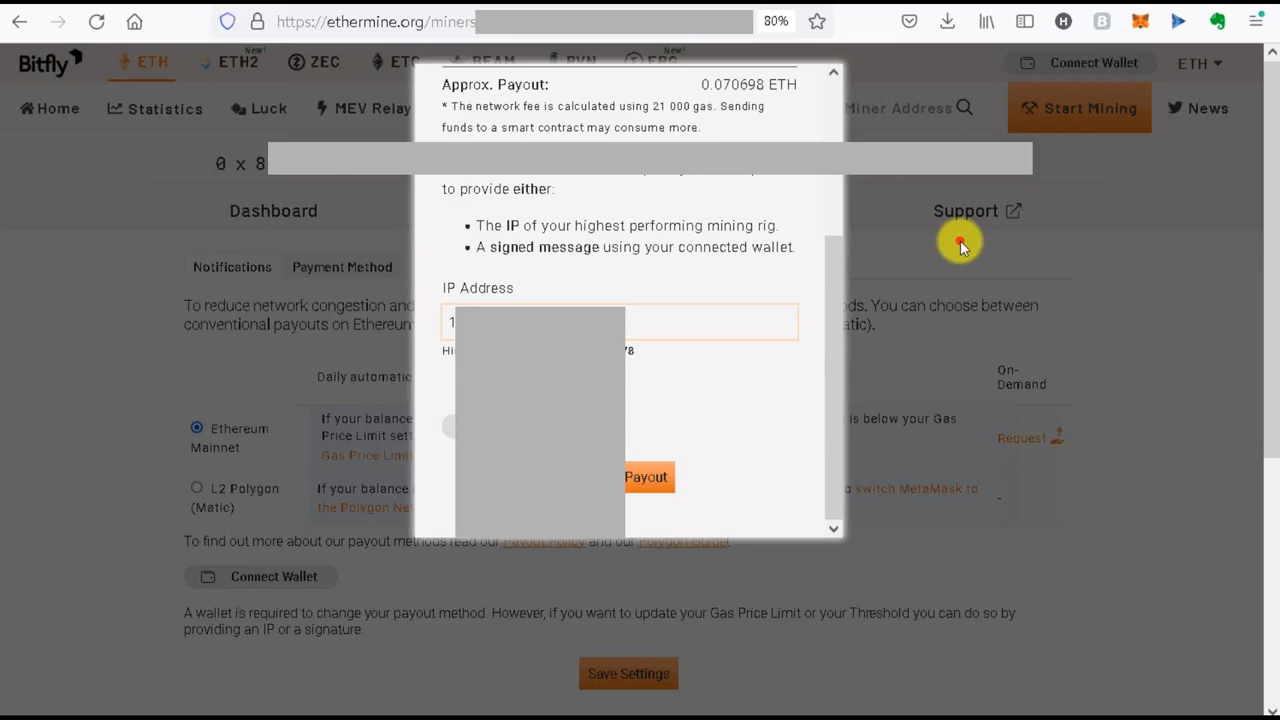 https://ethermine.org/miners
80%
Bitfly
ETH
New!
ETH2
ZEC
ETC
BEAM
RVN
New!
ERG
Connect Wallet
ETH
Home
Statistics
Luck
MEV Relay
Miner Address
Start Mining
News
0 x 8
Dashboard
Support
Notifications
Payment Method
Approx. Payout:
0.070698 ETH
* The network fee is calculated using 21 000 gas. Sending
funds to a smart contract may consume more.
to provide either:
The IP of your highest performing mining rig.
A signed message using your connected wallet.
IP Address
1
78
Payout
To reduce network congestion and
ds. You can choose between
conventional payouts on Ethereum
tic).
Daily automatic
On-
Demand
Ethereum
Mainnet
If your balance
Price Limit set
Gas Price Limit
is below your Gas
Request
L2 Polygon
(Matic)
If your balance
the Polygon Ne
o switch MetaMask to
-
To find out more about our payout methods read our Payout Policy and our Polygon Guide!
Connect Wallet
A wallet is required to change your payout method. However, if you want to update your Gas Price Limit or your Threshold you can do so by
providing an IP or a signature.
Save Settings